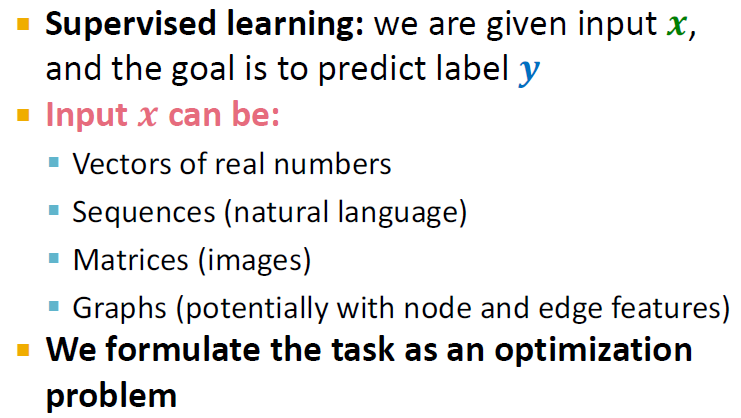 Supervised learning: we are given input x,
and the goal is to predict label y
Input x can be:
Vectors of real numbers
Sequences (natural language)
Matrices (images)
Graphs (potentially with node and edge features)
We formulate the task as an optimization
problem